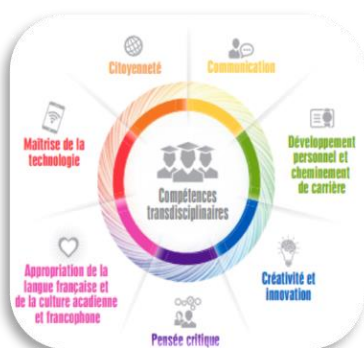 Citoyenneté
Communication
Maîtrise de la
technologie
Développement
personnel et
cheminement
de carrière
Compétences
transdisciplinaires
Appropriation de la
langue française et
de la culture acadienne
et francophone
Créativité et
innovation
Pensée critique